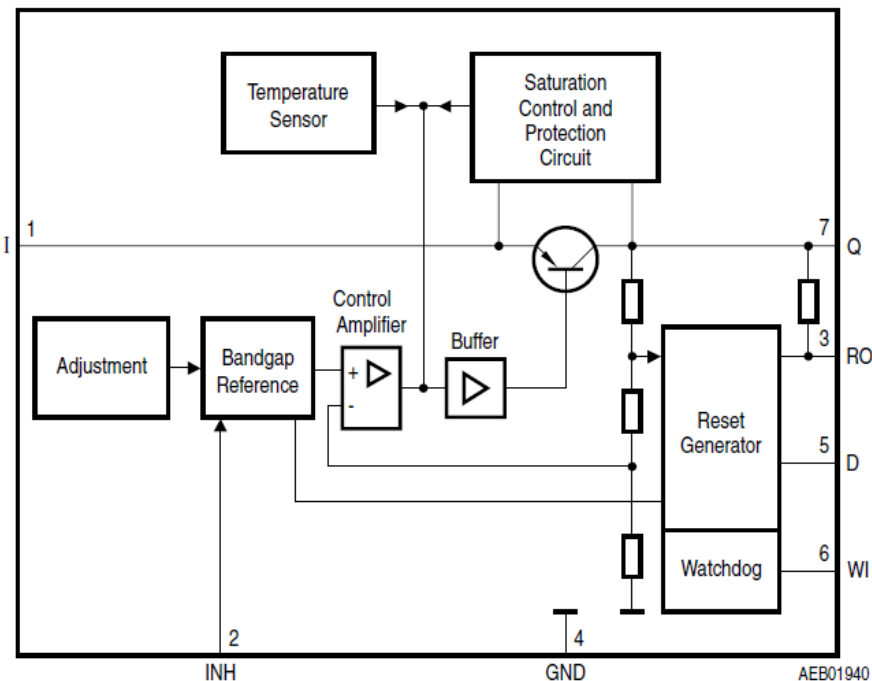 Temperature
Sensor
Saturation
Control and
Protection
Circuit
I
1
7
Q
Control
Amplifier
Buffer
3
RO
Adjustment
Bandgap
Reference
+
-
Reset
Generator
5
D
Watchdog
6
WI
2
4
INH
GND
AEB01940